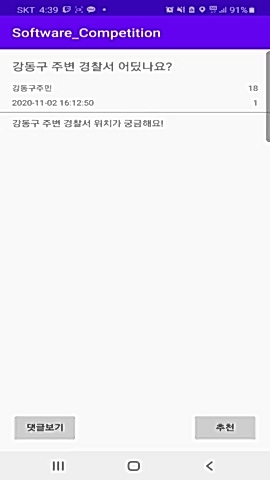 SKT 4:39 91%
Software_Competition
강동구 주변 경찰서 어딨나요?
강동구주민 18
2020-11-02 16:12:50 1
강동구 주변 경찰서 위치가 궁금해요!
댓글보기 추천